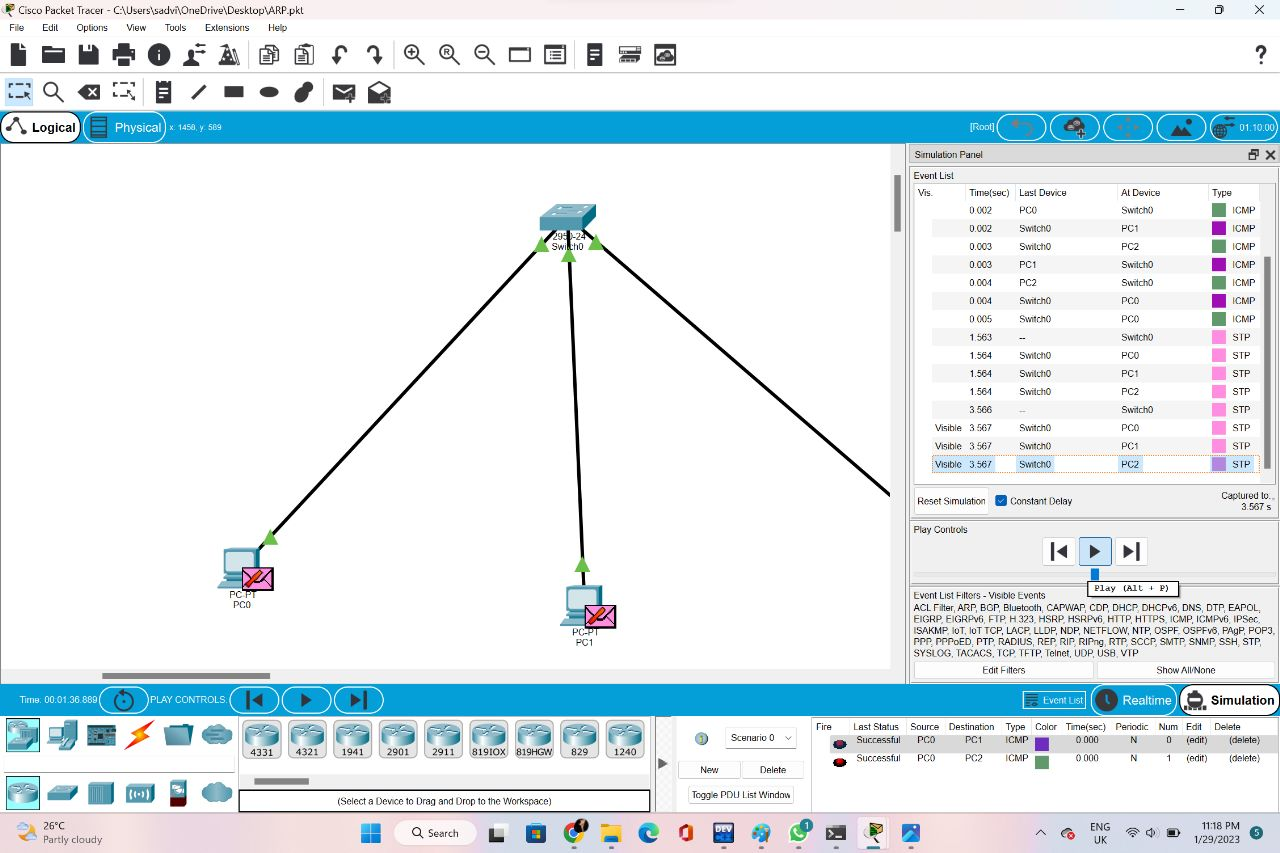 Cisco Packet Tracer - C:\Users\sadvi\OneDrive\Desktop\ARP.pkt
File Edit Options View Tools Extensions Help
Logical Physical x: 1458, y: 589 [Root] 01:10:00
2950-24
Switch0
PC-PT
PC0
PC-PT
PC1
Simulation Panel
Event List
Vis. Time(sec) Last Device At Device Type
0.002 PC0 Switch0 ICMP
0.002 Switch0 PC1 ICMP
0.003 Switch0 PC2 ICMP
0.003 PC1 Switch0 ICMP
0.004 PC2 Switch0 ICMP
0.004 Switch0 PC0 ICMP
0.005 Switch0 PC0 ICMP
1.563 -- Switch0 STP
1.564 Switch0 PC0 STP
1.564 Switch0 PC1 STP
1.564 Switch0 PC2 STP
3.566 -- Switch0 STP
Visible 3.567 Switch0 PC0 STP
Visible 3.567 Switch0 PC1 STP
Visible 3.567 Switch0 PC2 STP
Reset Simulation Constant Delay Captured to:
3.567 s
Play Controls
Play (Alt + P)
Event List Filters - Visible Events
ACL Filter, ARP, BGP, Bluetooth, CAPWAP, CDP, DHCP, DHCPv6, DNS, DTP, EAPOL,
EIGRP, EIGRPv6, FTP, H.323, HSRP, HSRPv6, HTTP, HTTPS, ICMP, ICMPv6, IPSec,
ISAKMP, IoT, IoT TCP, LACP, LLDP, NDP, NETFLOW, NTP, OSPF, OSPFv6, PAgP, POP3,
PPP, PPPoED, PTP, RADIUS, REP, RIP, RIPng, RTP, SCCP, SMTP, SNMP, SSH, STP,
SYSLOG, TACACS, TCP, TFTP, Telnet, UDP, USB, VTP
Edit Filters Show All/None
Time: 00:01:36.889 PLAY CONTROLS: Event List Realtime Simulation
4331 4321 1941 2901 2911 819IOX 819HGW 829 1240
(Select a Device to Drag and Drop to the Workspace)
Scenario 0
New Delete
Toggle PDU List Window
Fire Last Status Source Destination Type Color Time(sec) Periodic Num Edit Delete
Successful PC0 PC1 ICMP 0.000 N 0 (edit) (delete)
Successful PC0 PC2 ICMP 0.000 N 1 (edit) (delete)
26°C
Partly cloudy
Search
DEV
1
ENG
UK
11:18 PM
1/29/2023
5